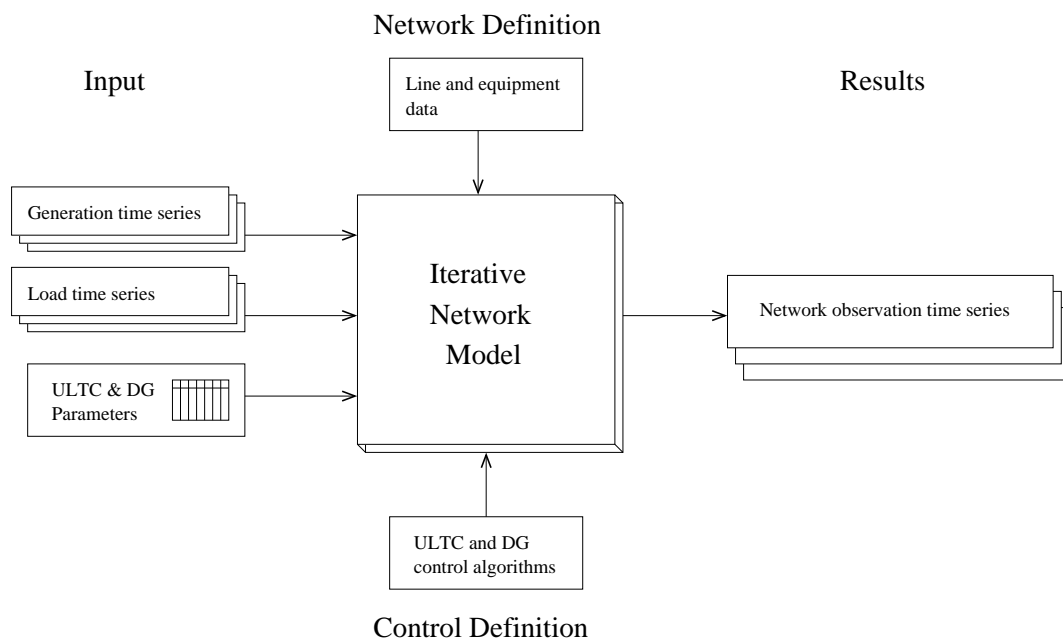 Network Definition
Input
Line and equipment
data
Results
Generation time series
Load time series
ULTC & DG
Parameters
Iterative
Network
Model
Network observation time series
ULTC and DG
control algorithms
Control Definition